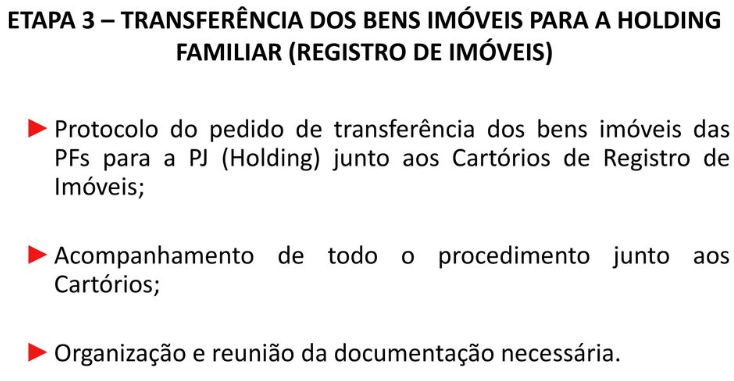 ETAPA 3 – TRANSFERÊNCIA DOS BENS IMÓVEIS PARA A HOLDING
FAMILIAR (REGISTRO DE IMÓVEIS)
Protocolo do pedido de transferência dos bens imóveis das
PFs para a PJ (Holding) junto aos Cartórios de Registro de
Imóveis;
Acompanhamento de todo o procedimento junto aos
Cartórios;
Organização e reunião da documentação necessária.